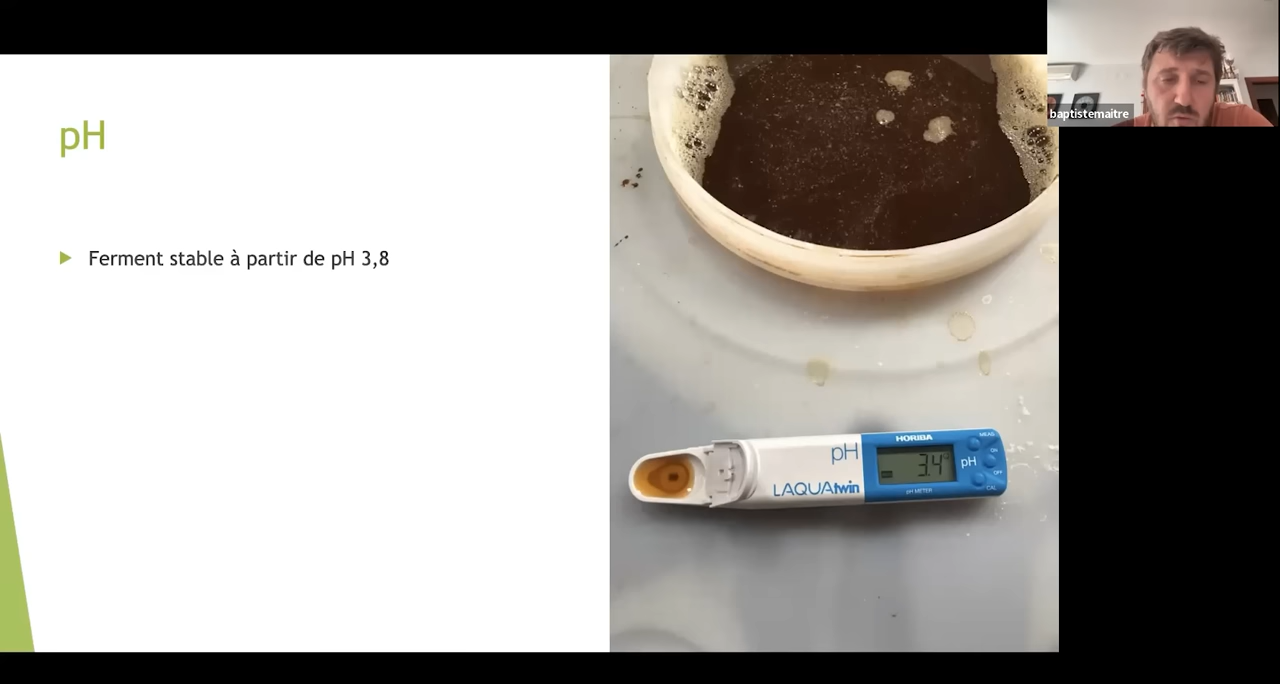 baptistemaitre
pH
Ferment stable à partir de pH 3,8
HORIBA
MEAS
pH
3.4
pH
ON
OFF
LAQUAtwin
pH METER
CAL